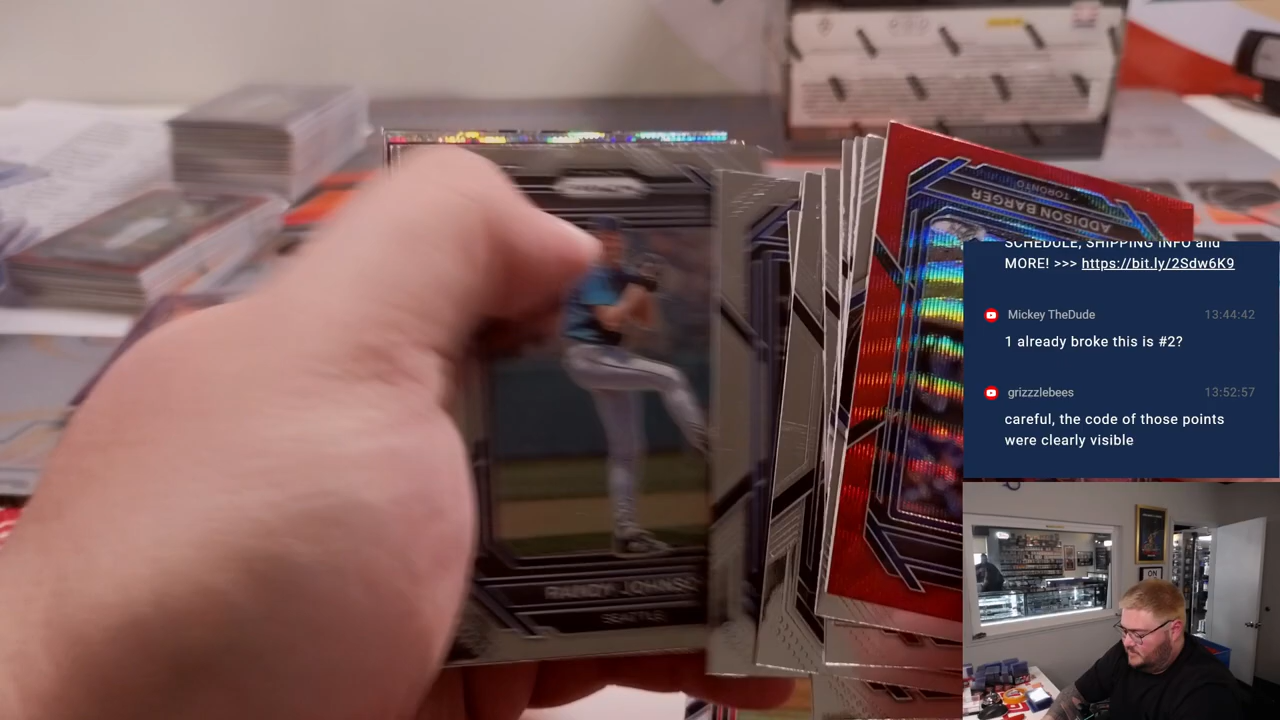 ADDISON BARGER
TORONTO
RANDY JOHNSO
SEATTLE
SCHEDULE, SHIPPING INFO and
MORE! >>> https://bit.ly/2Sdw6K9
Mickey TheDude 13:44:42
1 already broke this is #2?
grizzzlebees 13:52:57
careful, the code of those points
were clearly visible
ON